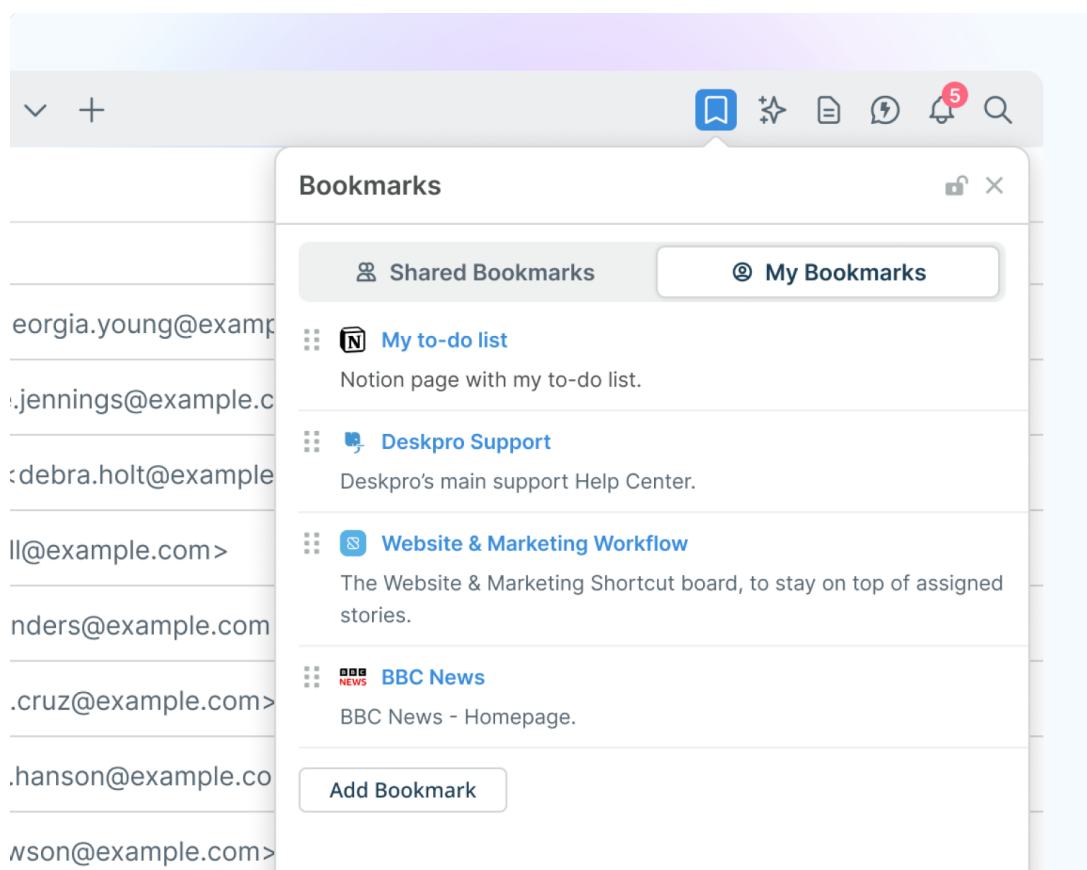 5
Bookmarks
Shared Bookmarks
My Bookmarks
eorgia.young@examp
My to-do list
Notion page with my to-do list.
.jennings@example.c
Deskpro Support
<debra.holt@example
Deskpro’s main support Help Center.
ll@example.com>
Website & Marketing Workflow
The Website & Marketing Shortcut board, to stay on top of assigned
stories.
nders@example.com
BBC NEWS
BBC News
.cruz@example.com>
BBC News - Homepage.
.hanson@example.co
Add Bookmark
wson@example.com>